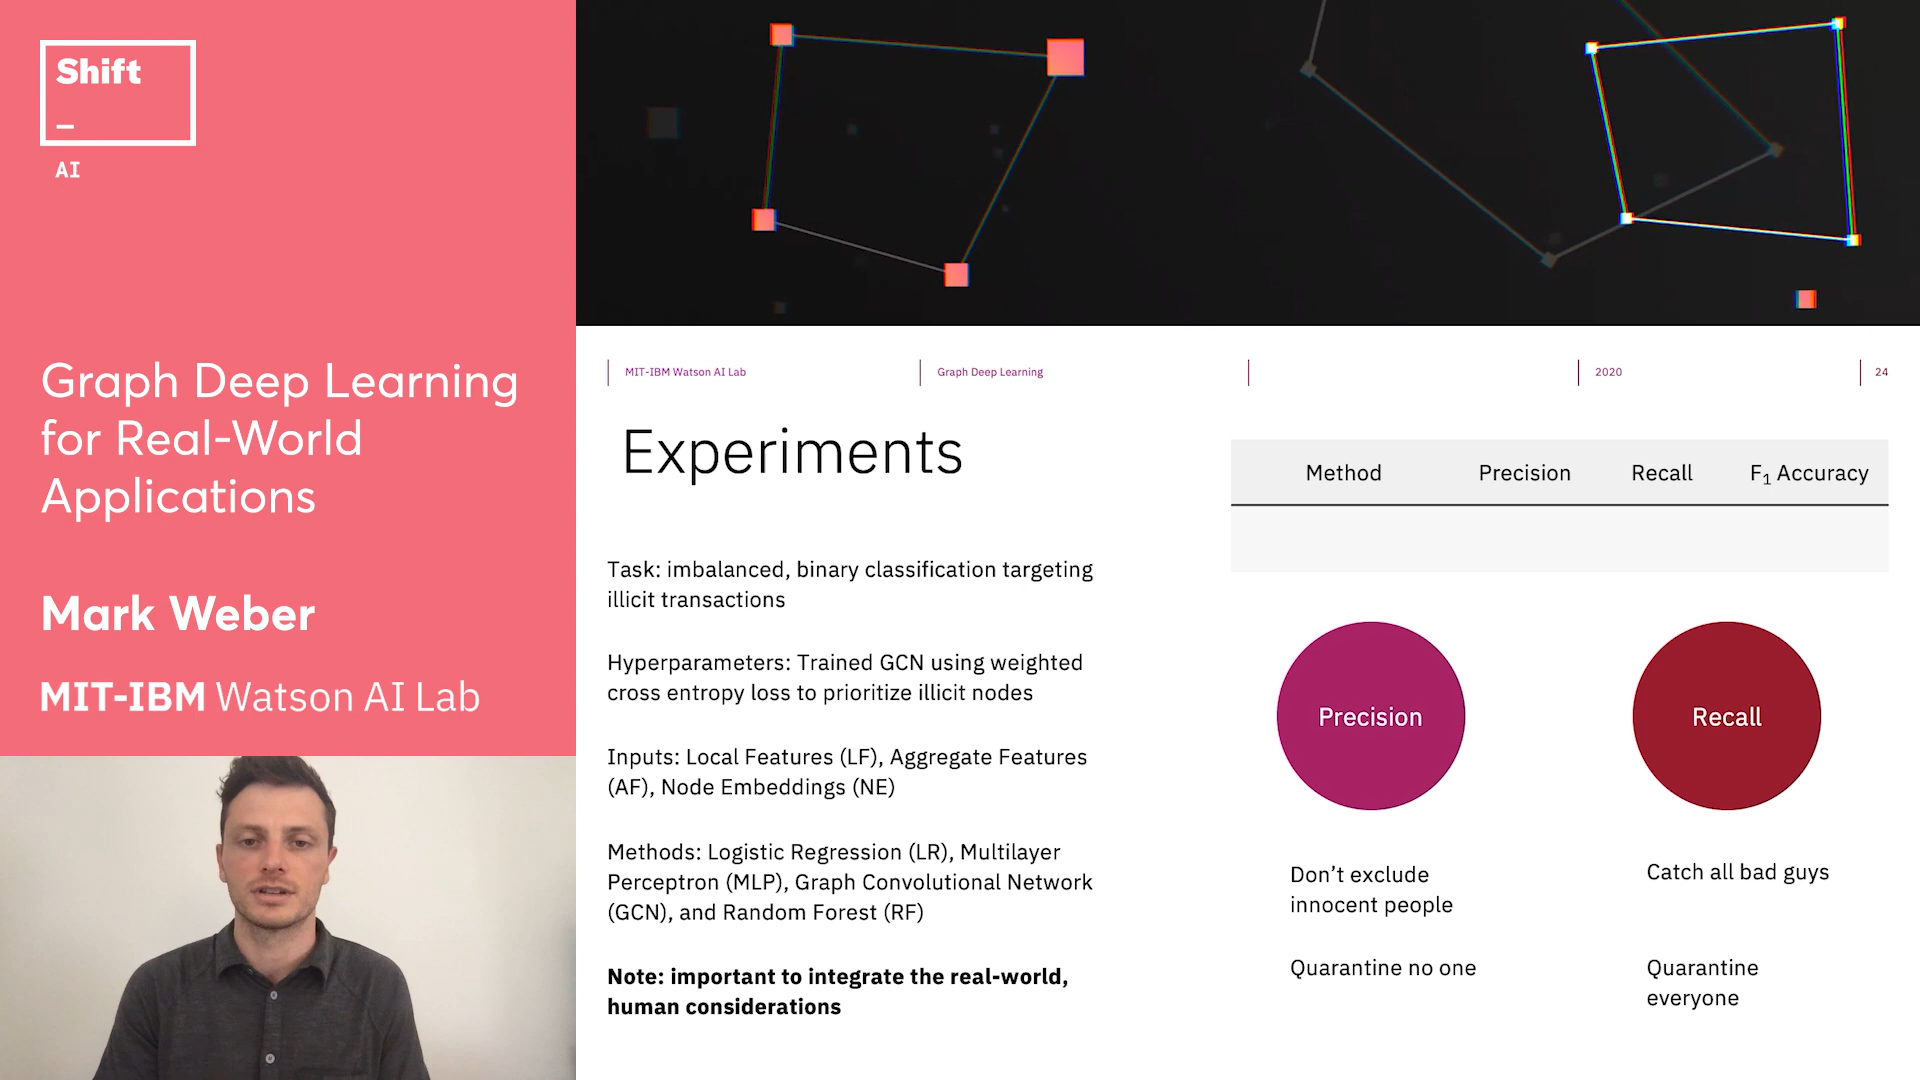 Shift
_
AI
Graph Deep Learning
for Real-World
Applications
Mark Weber
MIT-IBM Watson AI Lab
MIT-IBM Watson AI Lab
Graph Deep Learning
2020
24
Experiments
Task: imbalanced, binary classification targeting
illicit transactions
Hyperparameters: Trained GCN using weighted
cross entropy loss to prioritize illicit nodes
Inputs: Local Features (LF), Aggregate Features
(AF), Node Embeddings (NE)
Methods: Logistic Regression (LR), Multilayer
Perceptron (MLP), Graph Convolutional Network
(GCN), and Random Forest (RF)
Note: important to integrate the real-world,
human considerations
Method Precision Recall F₁ Accuracy
Precision
Don’t exclude
innocent people
Quarantine no one
Recall
Catch all bad guys
Quarantine
everyone